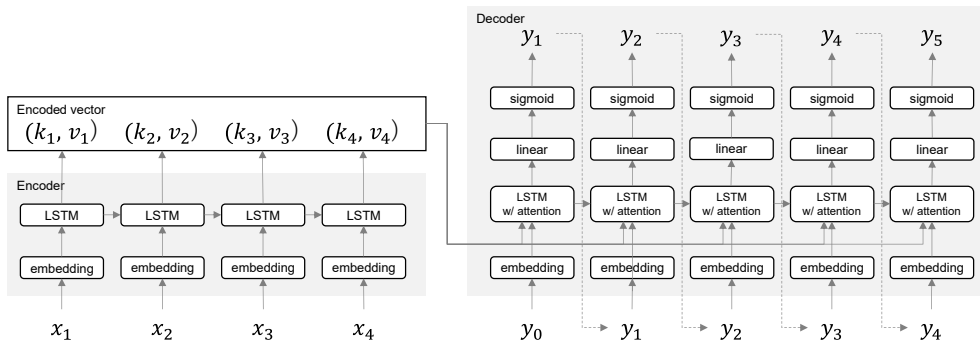 Decoder
y₁ y₂ y₃ y₄ y₅
sigmoid sigmoid sigmoid sigmoid sigmoid
linear linear linear linear linear
LSTM w/ attention LSTM w/ attention LSTM w/ attention LSTM w/ attention LSTM w/ attention
embedding embedding embedding embedding embedding
y₀ y₁ y₂ y₃ y₄
Encoded vector
(k₁, v₁) (k₂, v₂) (k₃, v₃) (k₄, v₄)
Encoder
LSTM LSTM LSTM LSTM
embedding embedding embedding embedding
x₁ x₂ x₃ x₄